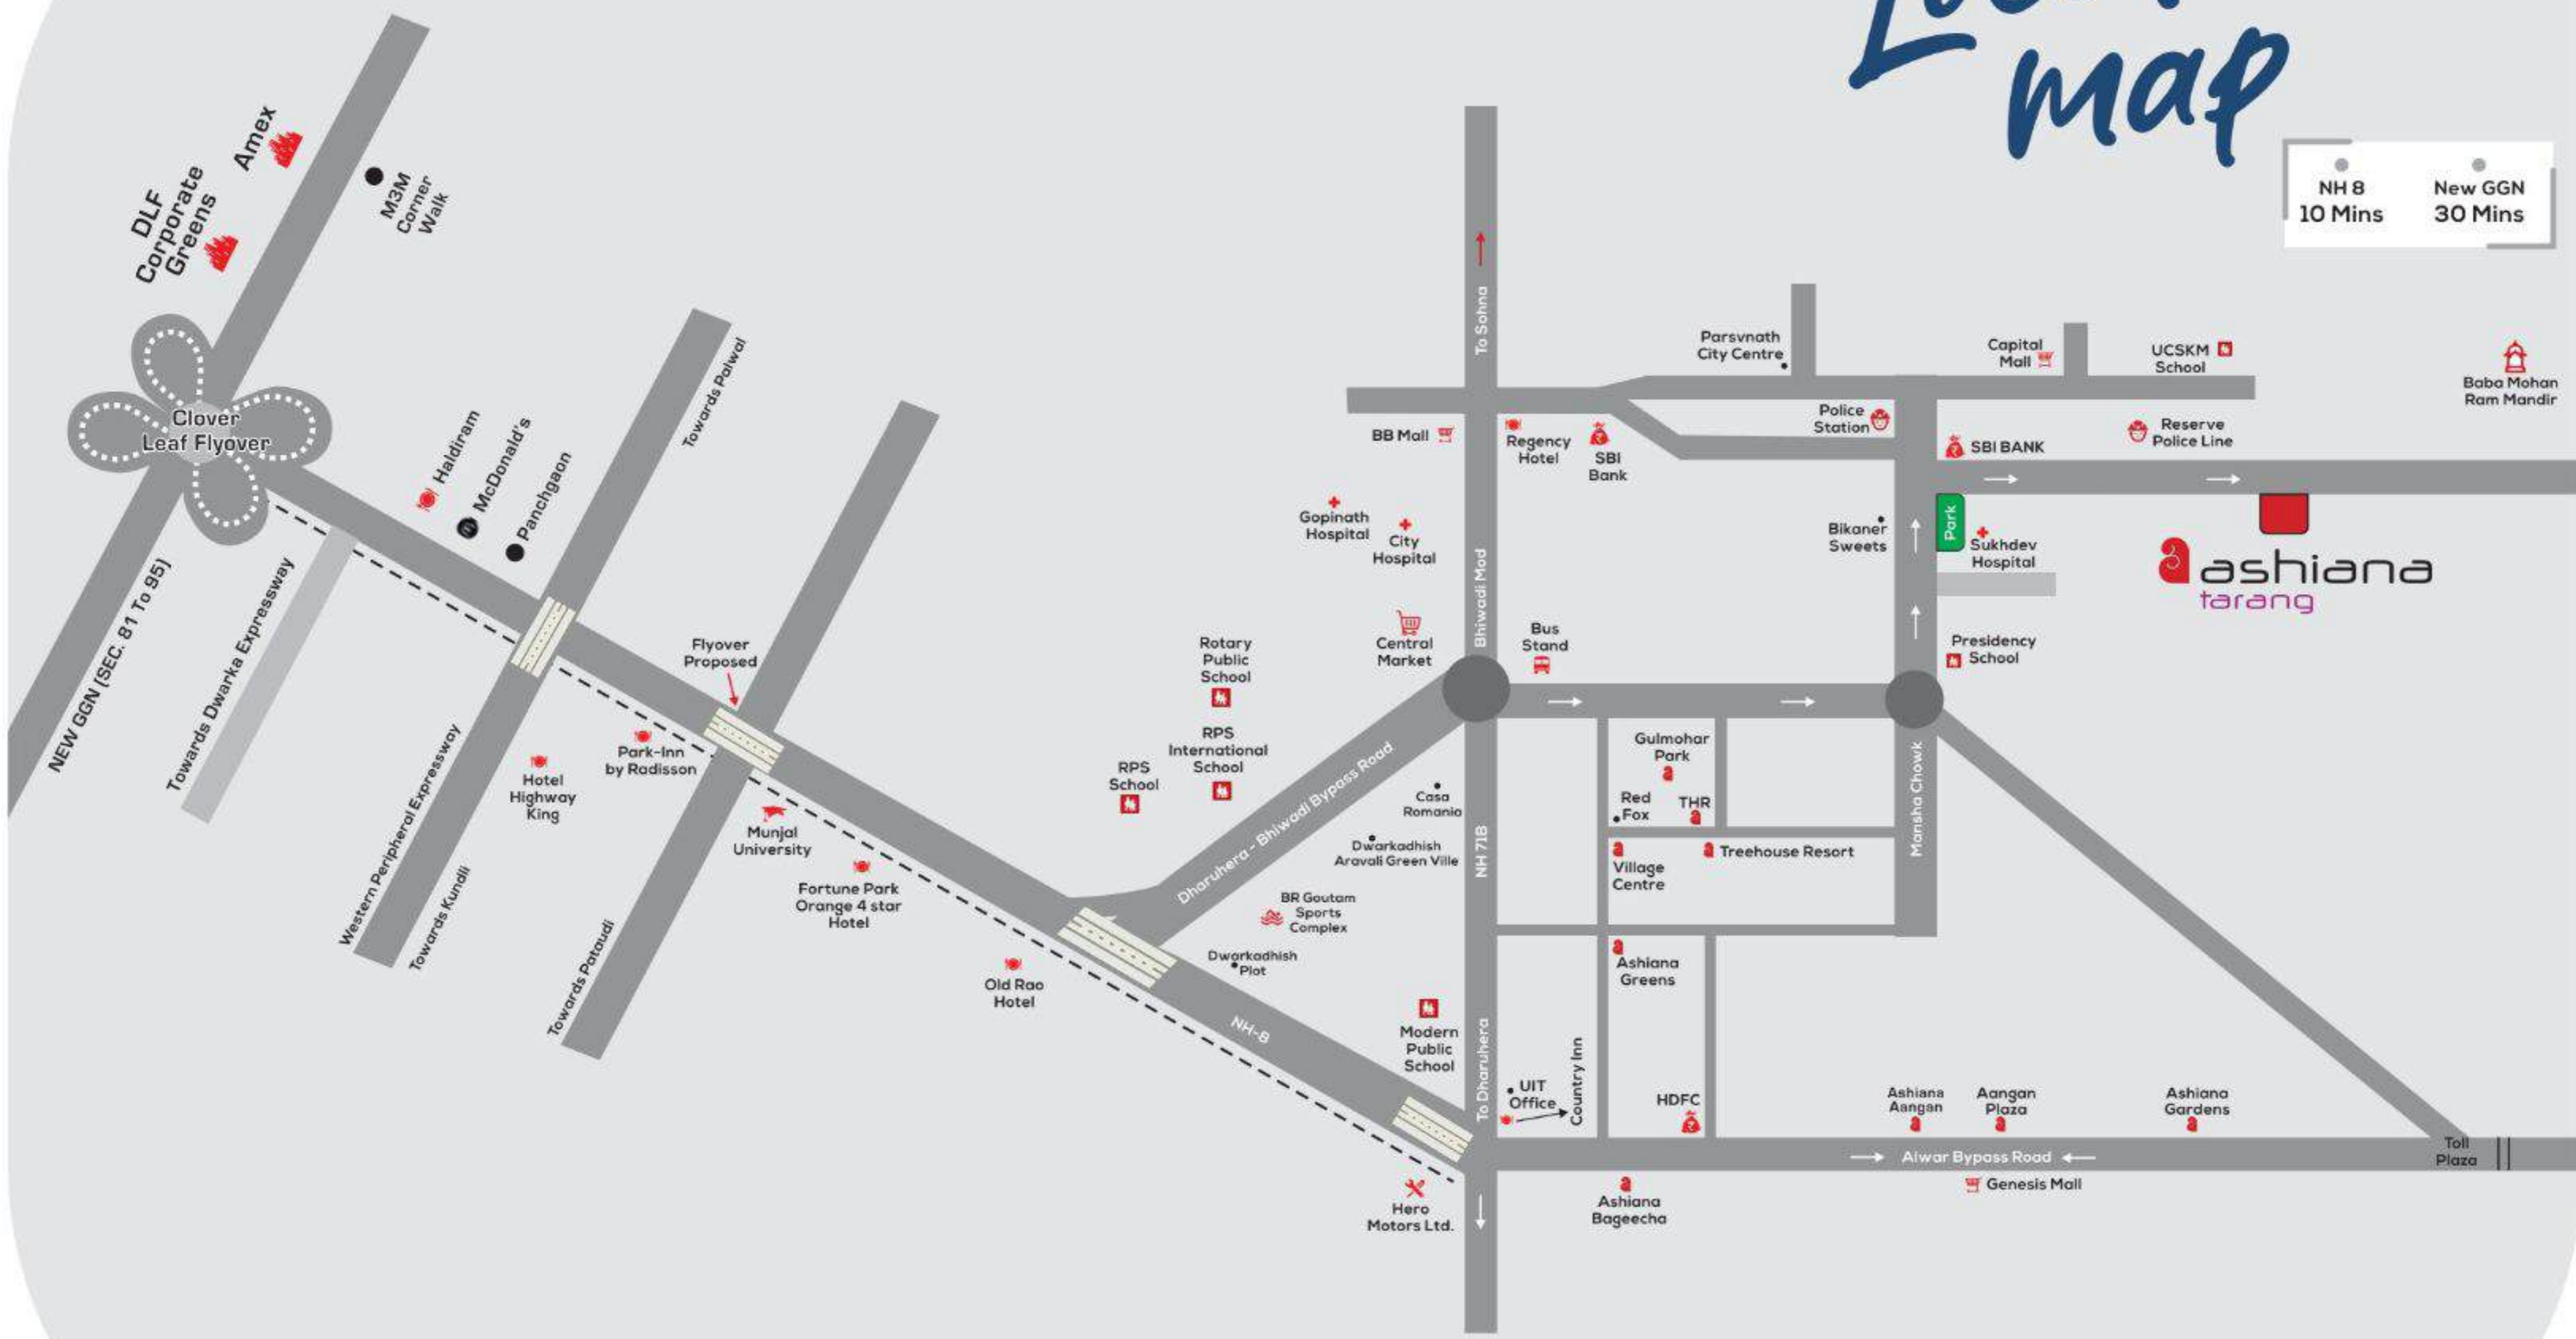 map
NH 8
10 Mins
New GGN
30 Mins
Amex
DLF
Corporate
Greens
M3M
Corner
Walk
Clover
Leaf Flyover
NEW GGN (SEC. 81 To 95)
Towards Dwarka Expressway
Haldiram
McDonald's
Panchgaon
Towards Palwal
Western Peripheral Expressway
Towards Kundli
Flyover
Proposed
Hotel
Highway
King
Park-Inn
by Radisson
Towards Pataudi
Munjal
University
Fortune Park
Orange 4 star
Hotel
Old Rao
Hotel
NH-8
Rotary
Public
School
RPS
International
School
RPS
School
Dharuhera - Bhiwadi Bypass Road
Casa
Romania
Dwarkadhish
Aravali Green Ville
BR Goutam
Sports
Complex
Dwarkadhish
Plot
Modern
Public
School
Hero
Motors Ltd.
To Sohna
BB Mall
Gopinath
Hospital
City
Hospital
Central
Market
Bhiwadi Mod
NH 71B
To Dharuhera
Regency
Hotel
SBI
Bank
Parsvnath
City Centre
Police
Station
Capital
Mall
UCSKM
School
Baba Mohan
Ram Mandir
SBI BANK
Reserve
Police Line
Bikaner
Sweets
Park
Sukhdev
Hospital
ashiana
tarang
Presidency
School
Bus
Stand
Gulmohar
Park
Red
Fox
THR
Village
Centre
Treehouse Resort
Mansha Chowk
Ashiana
Greens
UIT
Office
Country Inn
HDFC
Ashiana
Aangan
Aangan
Plaza
Ashiana
Gardens
Toll
Plaza
Alwar Bypass Road
Genesis Mall
Ashiana
Bageecha